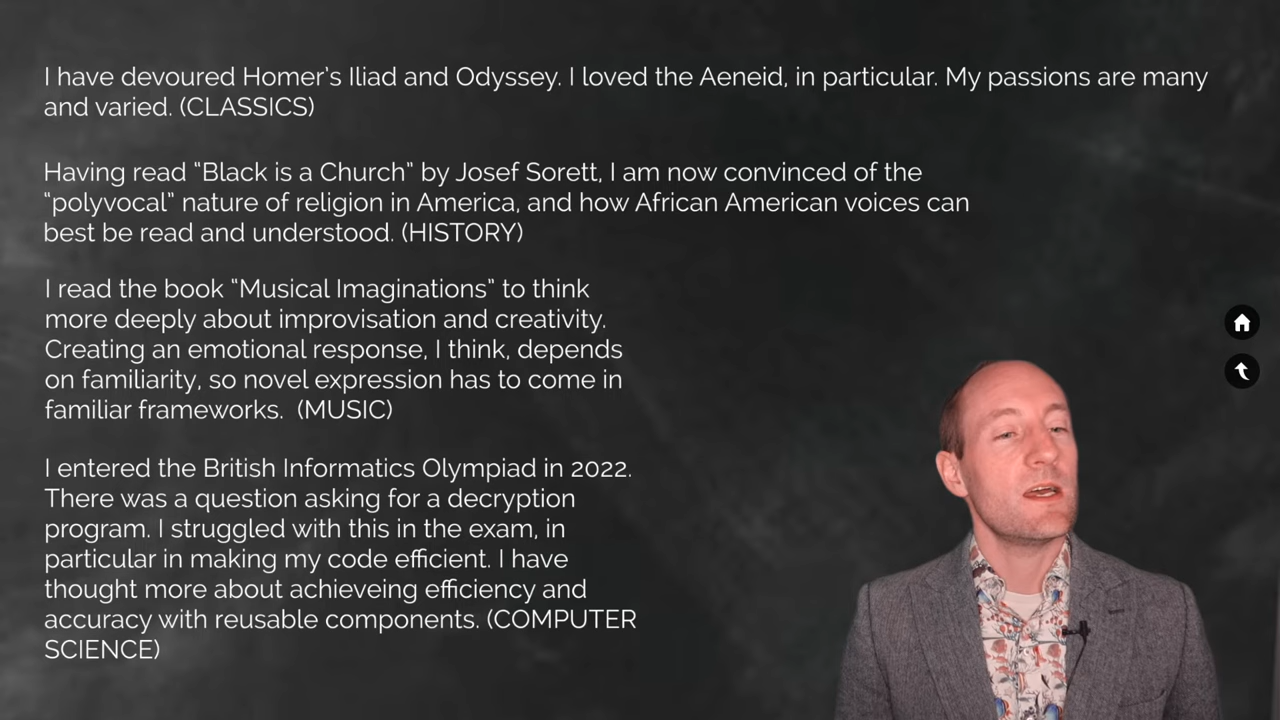 I have devoured Homer's Iliad and Odyssey. I loved the Aeneid, in particular. My passions are many
and varied. (CLASSICS)
Having read “Black is a Church” by Josef Sorett, I am now convinced of the
“polyvocal” nature of religion in America, and how African American voices can
best be read and understood. (HISTORY)
I read the book “Musical Imaginations” to think
more deeply about improvisation and creativity.
Creating an emotional response, I think, depends
on familiarity, so novel expression has to come in
familiar frameworks. (MUSIC)
I entered the British Informatics Olympiad in 2022.
There was a question asking for a decryption
program. I struggled with this in the exam, in
particular in making my code efficient. I have
thought more about achieveing efficiency and
accuracy with reusable components. (COMPUTER
SCIENCE)